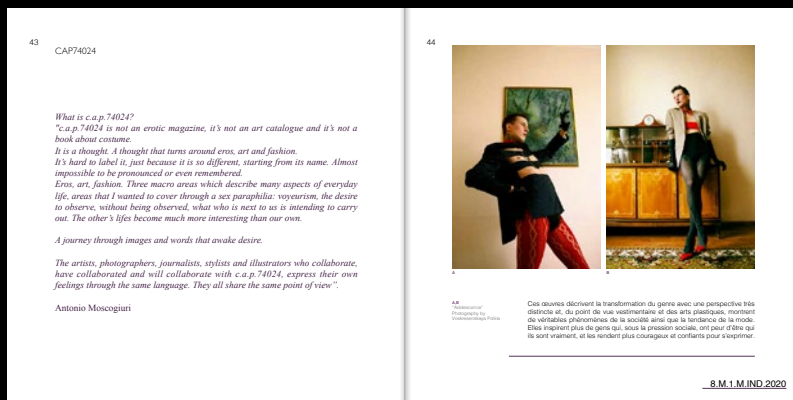 43
CAP74024
What is c.a.p.74024?
"c.a.p.74024 is not an erotic magazine, it's not an art catalogue and it's not a
book about costume.
It is a thought. A thought that turns around eros, art and fashion.
It's hard to label it, just because it is so different, starting from its name. Almost
impossible to be pronounced or even remembered.
Eros, art, fashion. Three macro areas which describe many aspects of everyday
life, areas that I wanted to cover through a sex paraphilia: voyeurism, the desire
to observe, without being observed, what who is next to us is intending to carry
out. The other's lifes become much more interesting than our own.
A journey through images and words that awake desire.
The artists, photographers, journalists, stylists and illustrators who collaborate,
have collaborated and will collaborate with c.a.p.74024, express their own
feelings through the same language. They all share the same point of view".
Antonio Moscogiuri
44
Photography by
Ces œuvres décrivent la transformation du genre avec une perspective très
distincte et, du point de vue vestimentaire et des arts plastiques, montrent
de véritables phénomènes de la société ainsi que la tendance de la mode.
Elles inspirent plus de gens qui, sous la pression sociale, ont peur d'être qui
ils sont vraiment, et les rendent plus courageux et confiants pour s'exprimer.
8.M.1.M.IND.2020